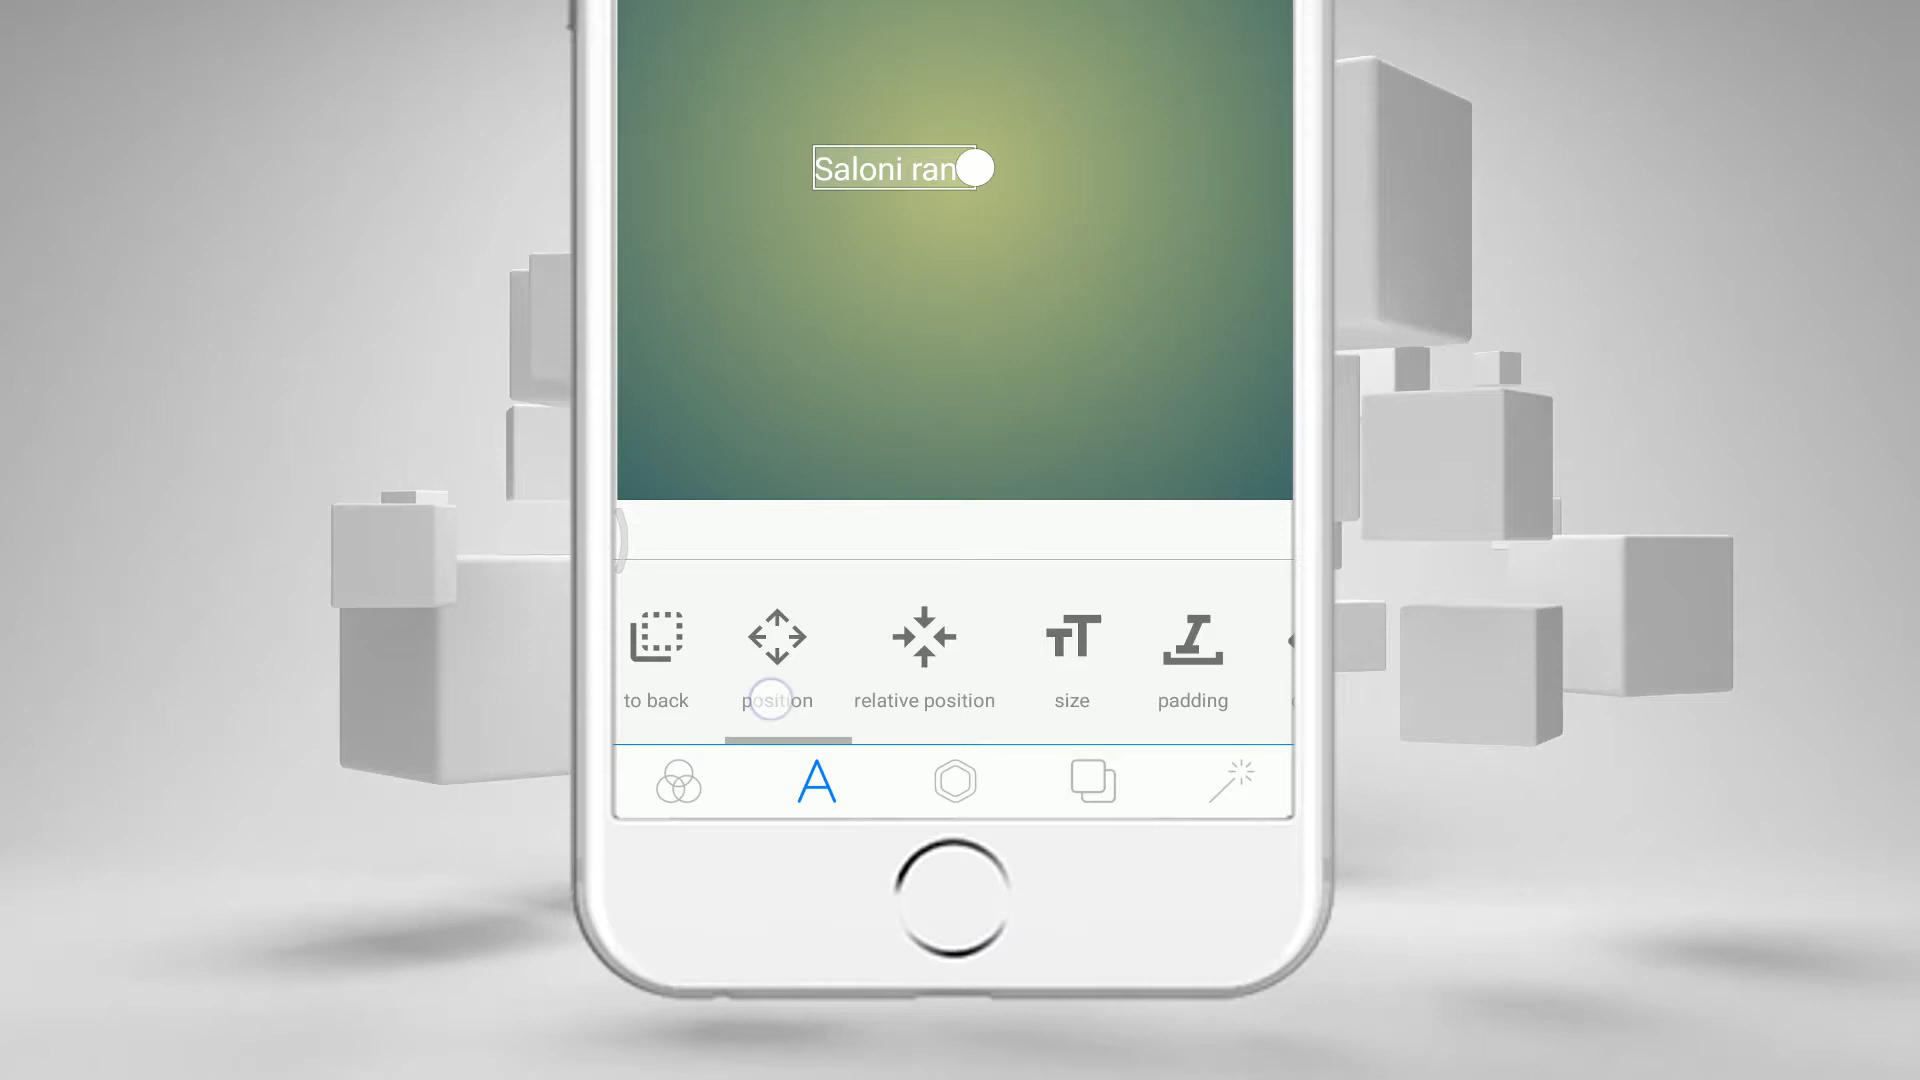 Saloni ran
to back
position
relative position
size
padding